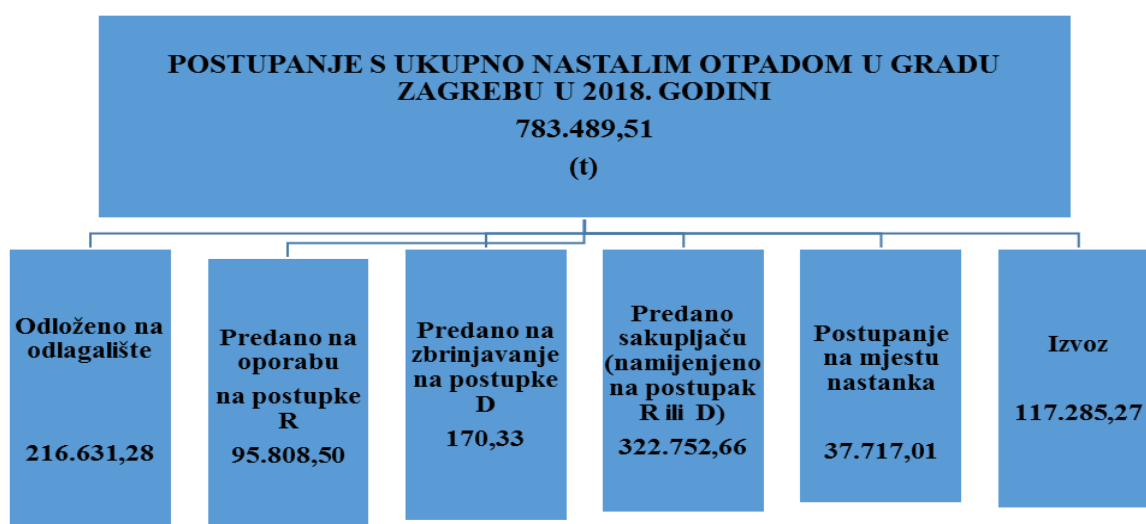 POSTUPANJE S UKUPNO NASTALIM OTPADOM U GRADU
ZAGREBU U 2018. GODINI
783.489,51
(t)
Odloženo na
odlagalište
216.631,28
Predano na
oporabu
na postupke
R
95.808,50
Predano na
zbrinjavanje
na postupke
D
170,33
Predano
sakupljaču
(namijenjeno
na postupak
R ili D)
322.752,66
Postupanje
na mjestu
nastanka
37.717,01
Izvoz
117.285,27